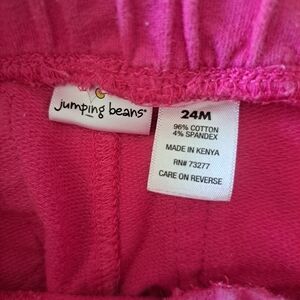 jumping beans®
24M
96% COTTON
4% SPANDEX
MADE IN KENYA
RN# 73277
CARE ON REVERSE